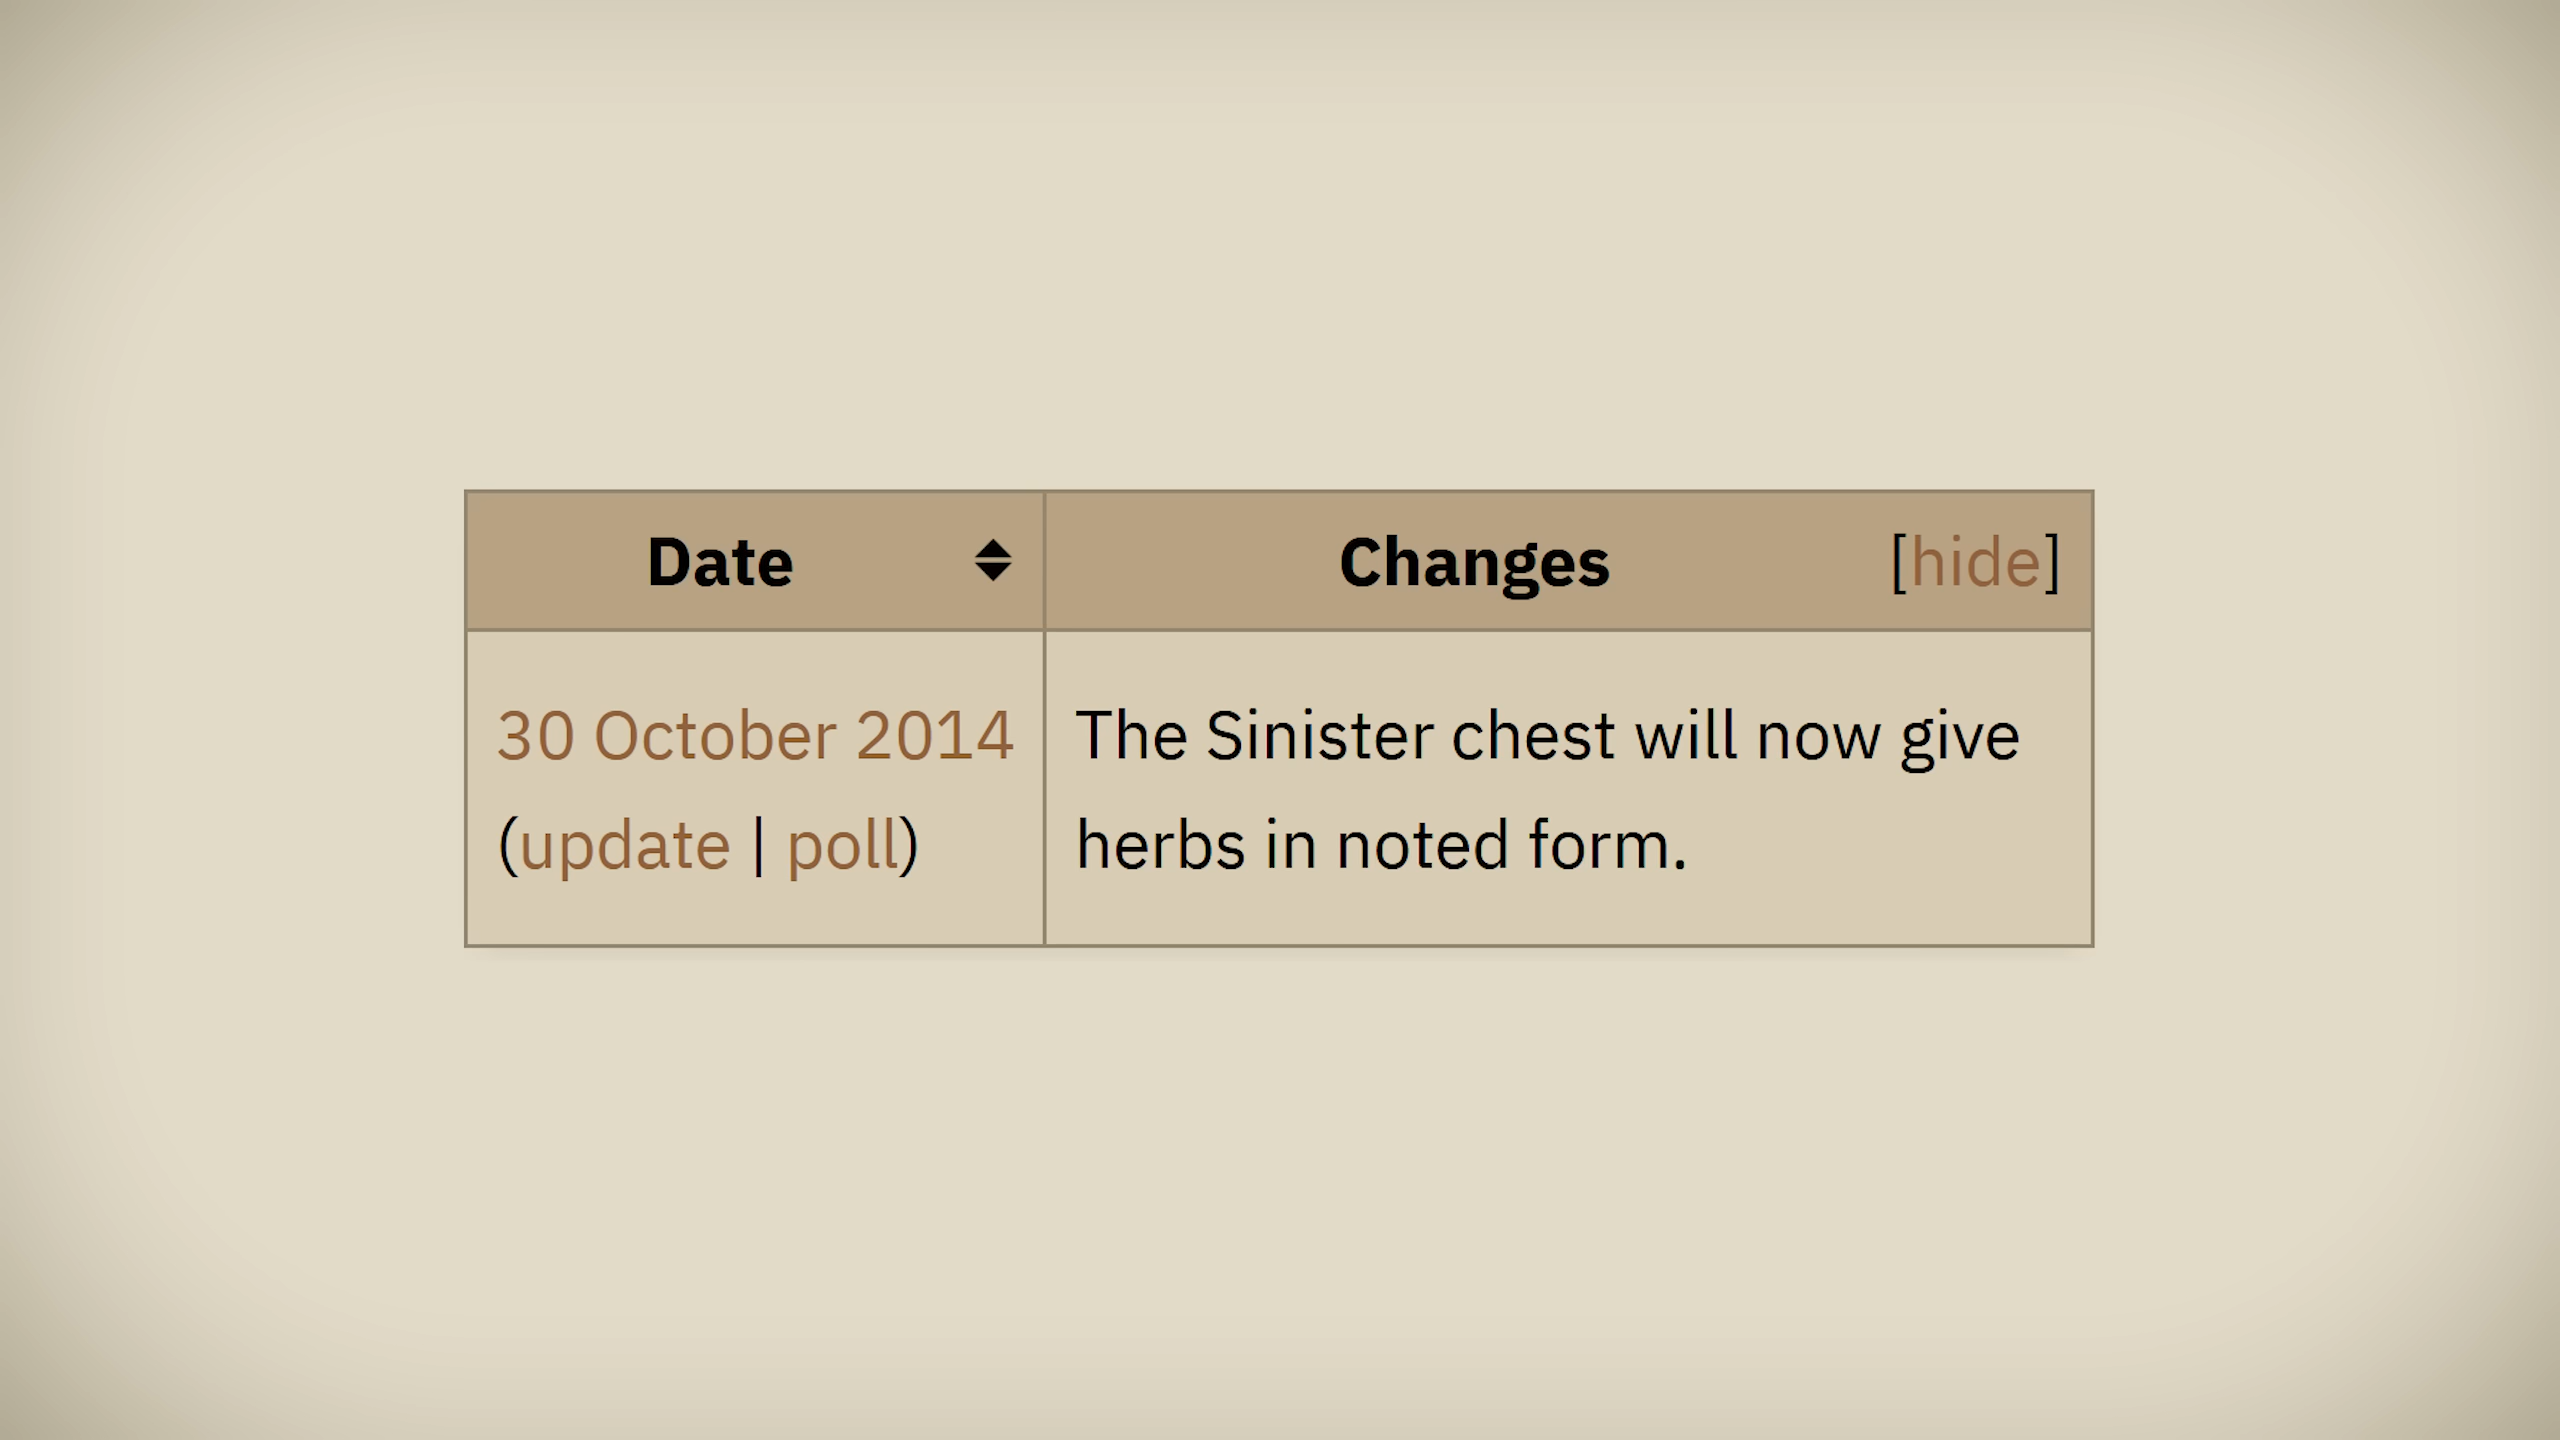 Date
Changes [hide]
30 October 2014
(update | poll)
The Sinister chest will now give
herbs in noted form.